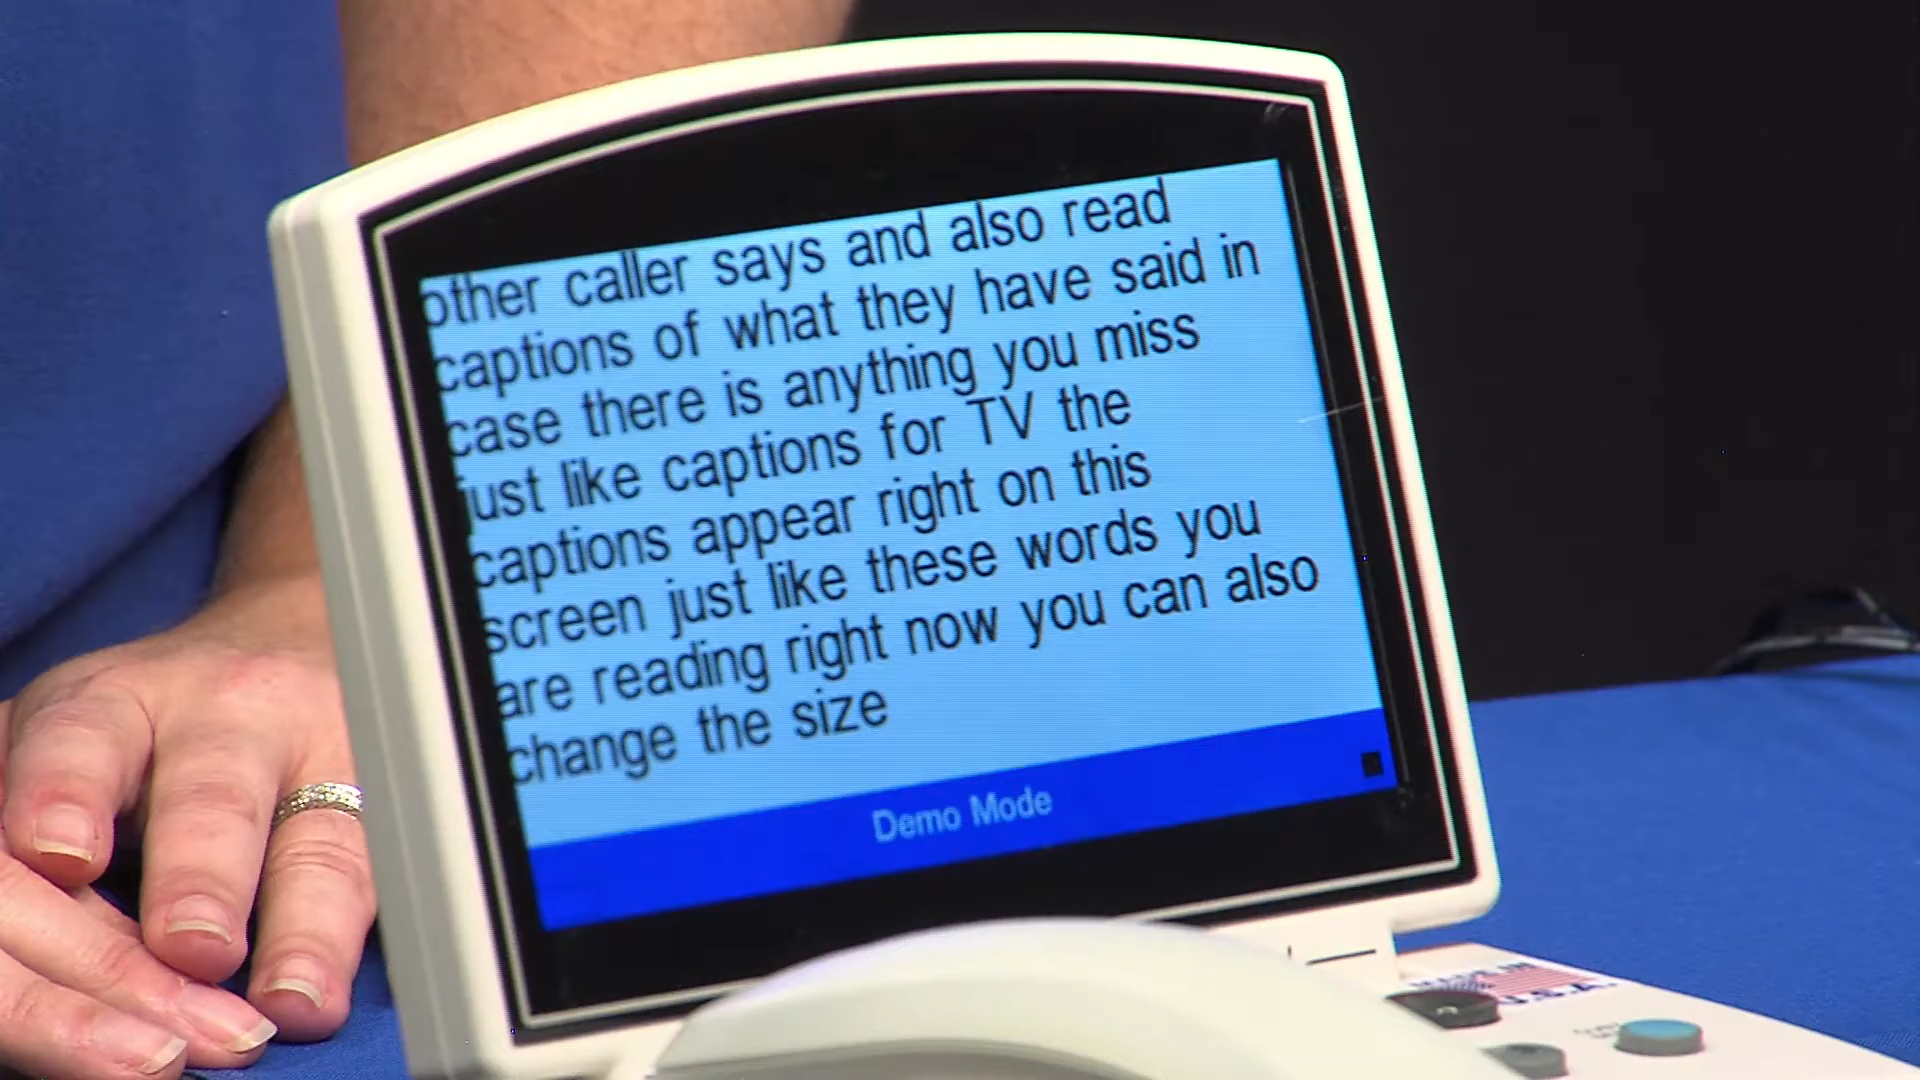 other caller says and also read
captions of what they have said in
case there is anything you miss
just like captions for TV the
captions appear right on this
screen just like these words you
are reading right now you can also
change the size
Demo Mode
MADE IN
U.S.A.